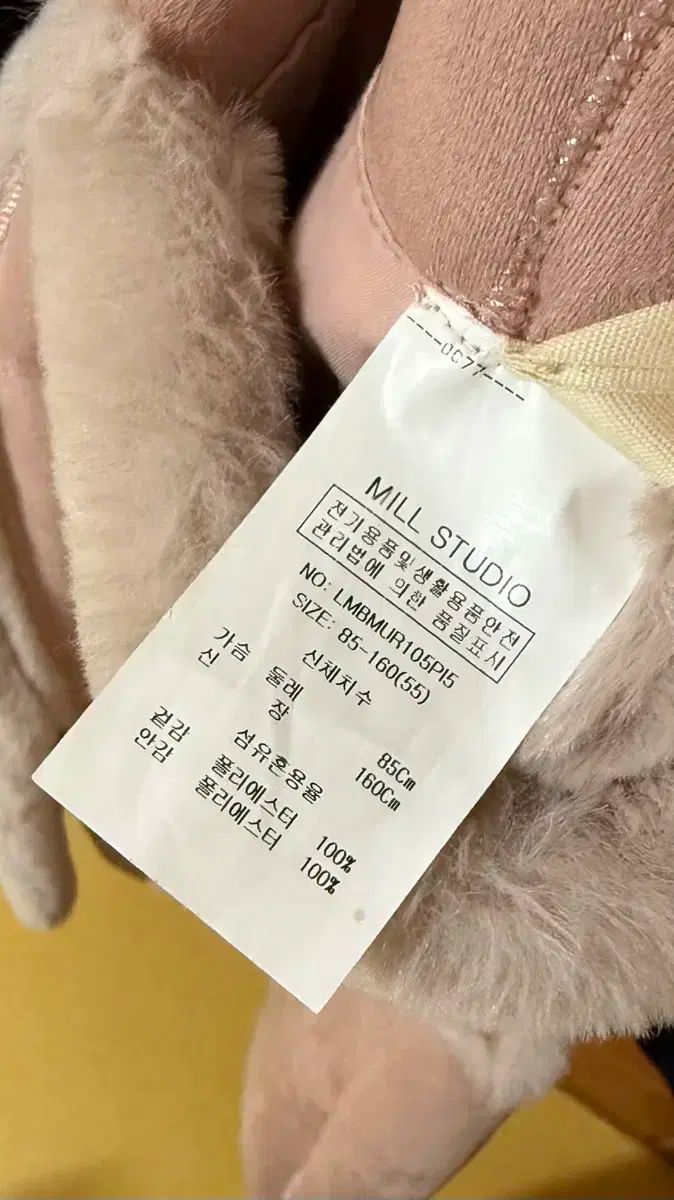 ----0C77----
MILL STUDIO
전기용품및생활용품안전
관리법에 의한 품질표시
NO: LMBMUR105PI5
SIZE: 85-160(55)
신체치수
가슴 둘레 85Cm
신 장 160Cm
섬유혼용율
겉감 폴리에스터 100%
안감 폴리에스터 100%